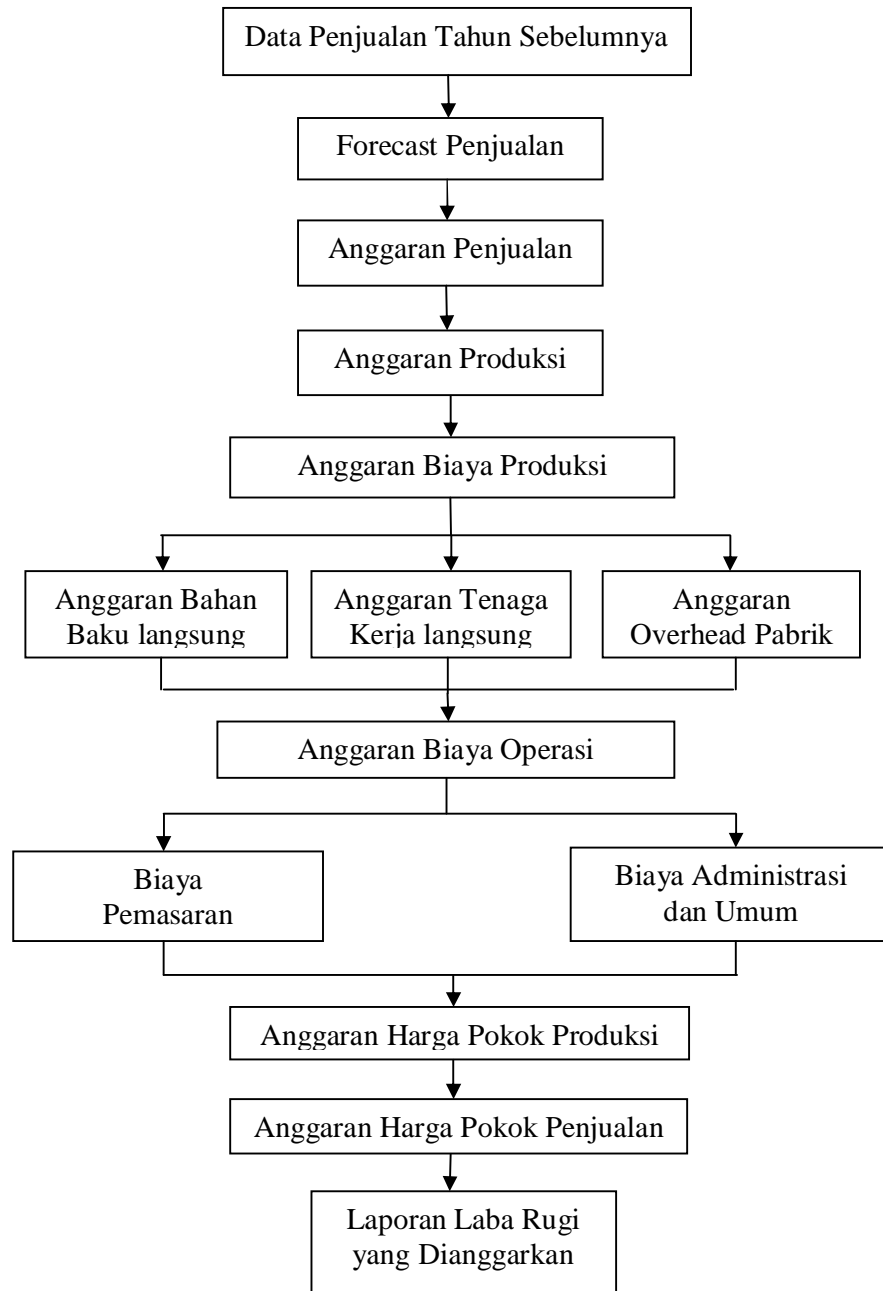 Data Penjualan Tahun Sebelumnya
Forecast Penjualan
Anggaran Penjualan
Anggaran Produksi
Anggaran Biaya Produksi
Anggaran Bahan
Baku langsung
Anggaran Tenaga
Kerja langsung
Anggaran
Overhead Pabrik
Anggaran Biaya Operasi
Biaya
Pemasaran
Biaya Administrasi
dan Umum
Anggaran Harga Pokok Produksi
Anggaran Harga Pokok Penjualan
Laporan Laba Rugi
yang Dianggarkan